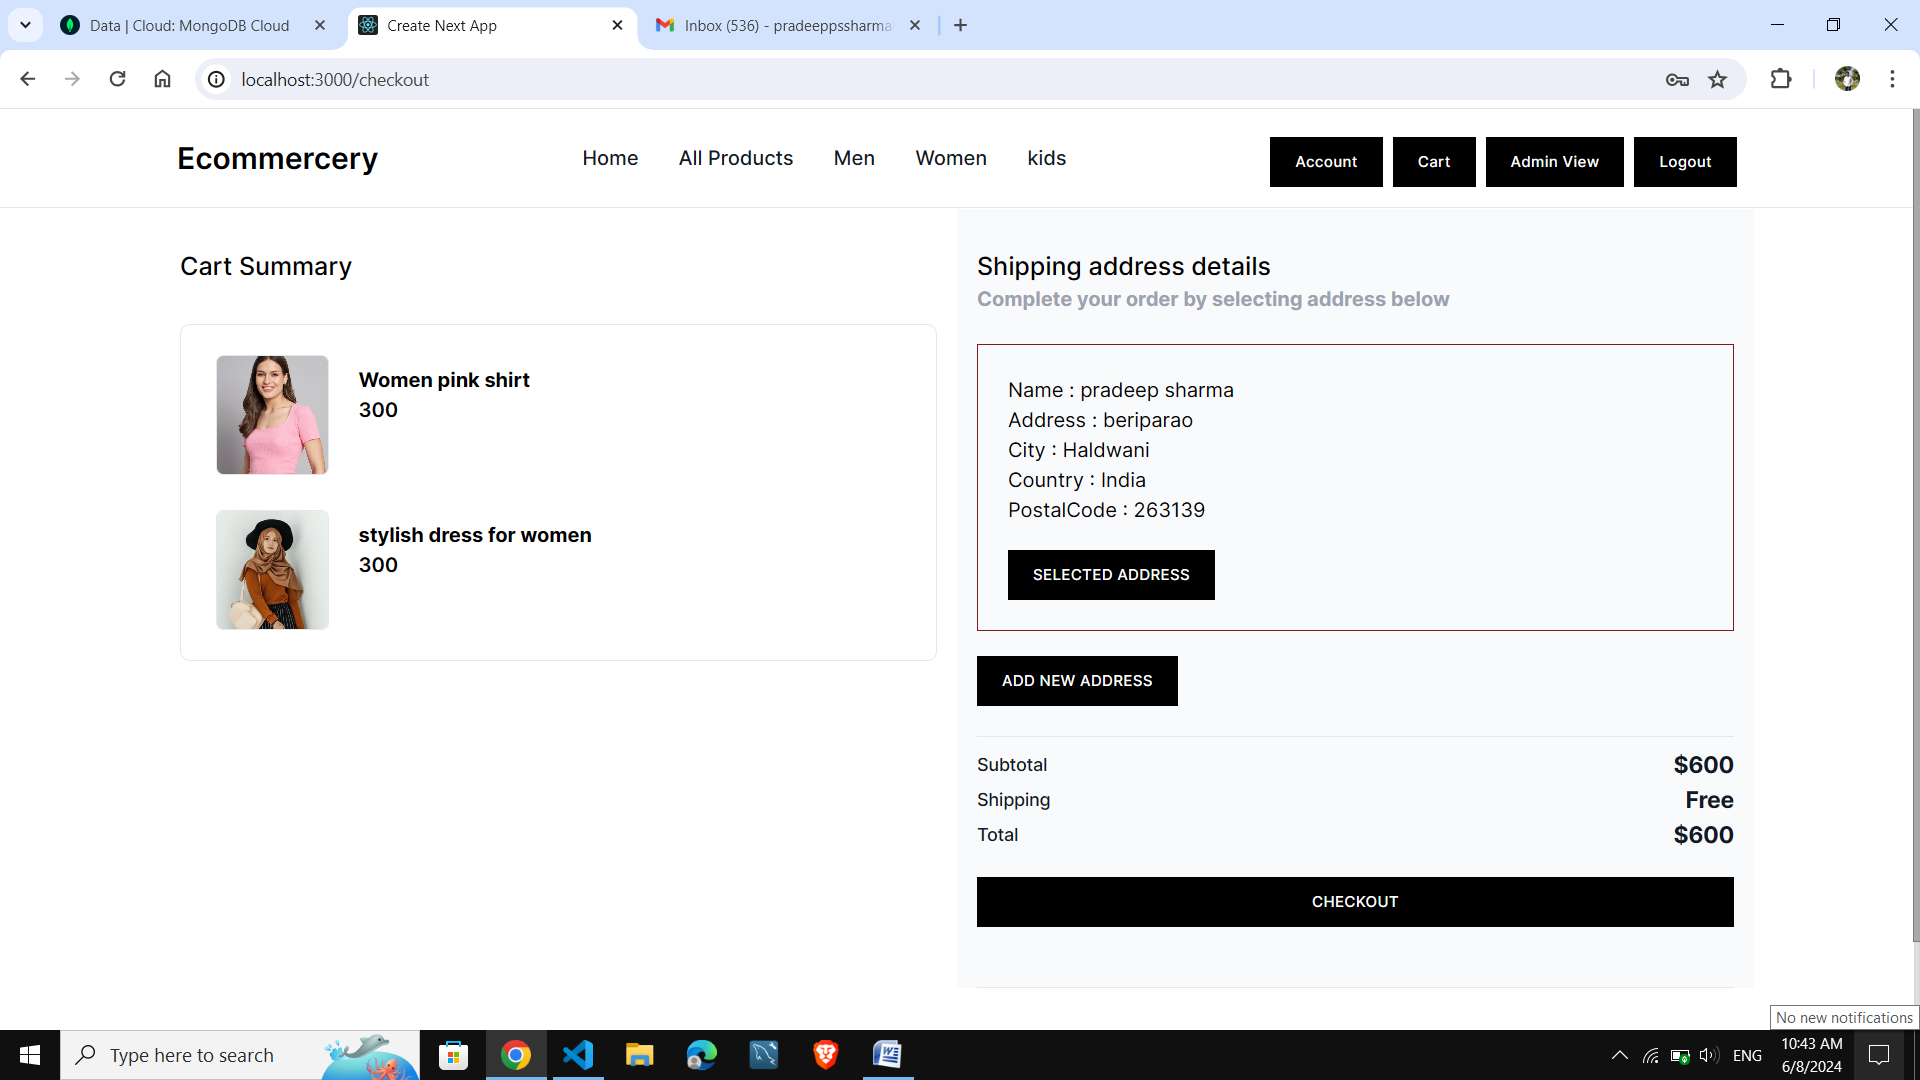 Data | Cloud: MongoDB Cloud
Create Next App
Inbox (536) - pradeeppssharma
localhost:3000/checkout
Ecommercery
Home
All Products
Men
Women
kids
Account
Cart
Admin View
Logout
Cart Summary
Women pink shirt
300
stylish dress for women
300
Shipping address details
Complete your order by selecting address below
Name : pradeep sharma
Address : beriparao
City : Haldwani
Country : India
PostalCode : 263139
SELECTED ADDRESS
ADD NEW ADDRESS
Subtotal $600
Shipping Free
Total $600
CHECKOUT
No new notifications
Type here to search
ENG
10:43 AM
6/8/2024